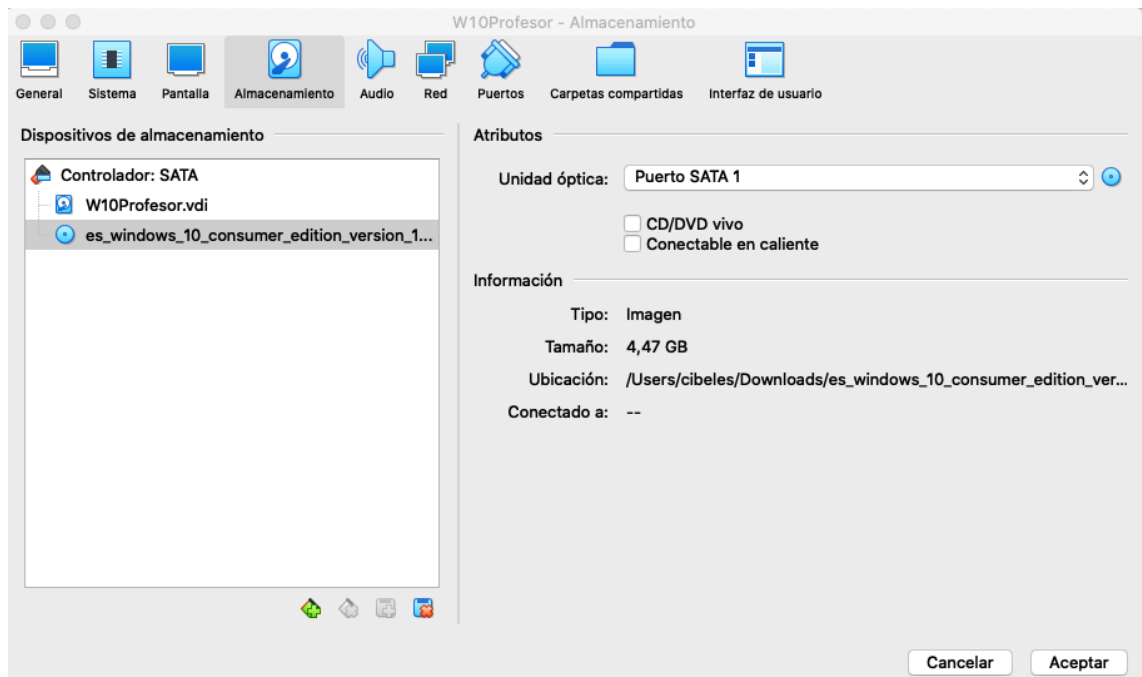 W10Profesor - Almacenamiento
General Sistema Pantalla Almacenamiento Audio Red Puertos Carpetas compartidas Interfaz de usuario
Dispositivos de almacenamiento
Controlador: SATA
W10Profesor.vdi
es_windows_10_consumer_edition_version_1...
Atributos
Unidad óptica: Puerto SATA 1
CD/DVD vivo
Conectable en caliente
Información
Tipo: Imagen
Tamaño: 4,47 GB
Ubicación: /Users/cibeles/Downloads/es_windows_10_consumer_edition_ver...
Conectado a: --
Cancelar Aceptar